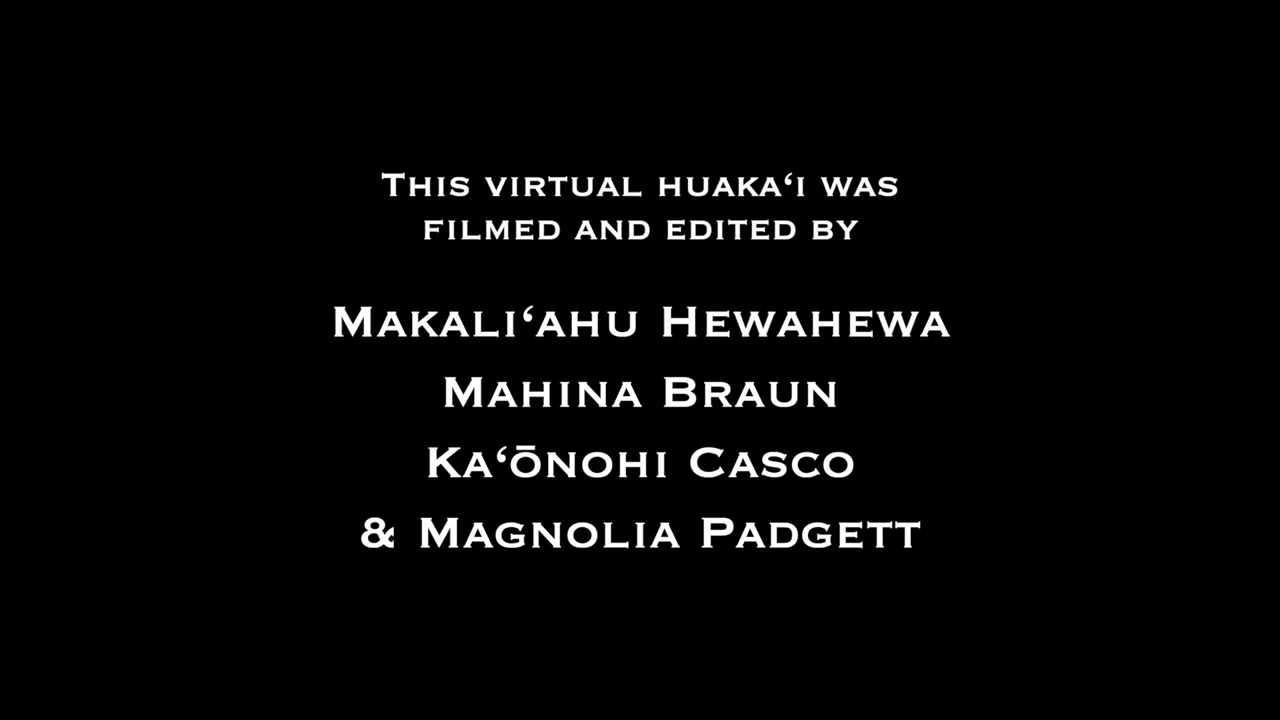 This virtual huakaʻi was
filmed and edited by
Makaliʻahu Hewahewa
Mahina Braun
Kaʻōnohi Casco
& Magnolia Padgett